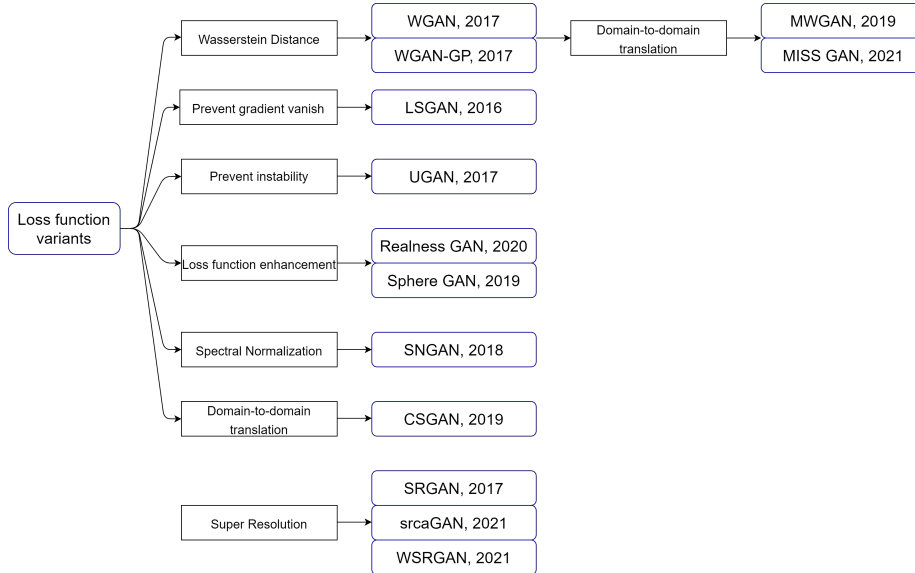 Loss function
variants
Wasserstein Distance
WGAN, 2017
WGAN-GP, 2017
Domain-to-domain
translation
MWGAN, 2019
MISS GAN, 2021
Prevent gradient vanish
LSGAN, 2016
Prevent instability
UGAN, 2017
Loss function enhancement
Realness GAN, 2020
Sphere GAN, 2019
Spectral Normalization
SNGAN, 2018
Domain-to-domain
translation
CSGAN, 2019
Super Resolution
SRGAN, 2017
srcaGAN, 2021
WSRGAN, 2021